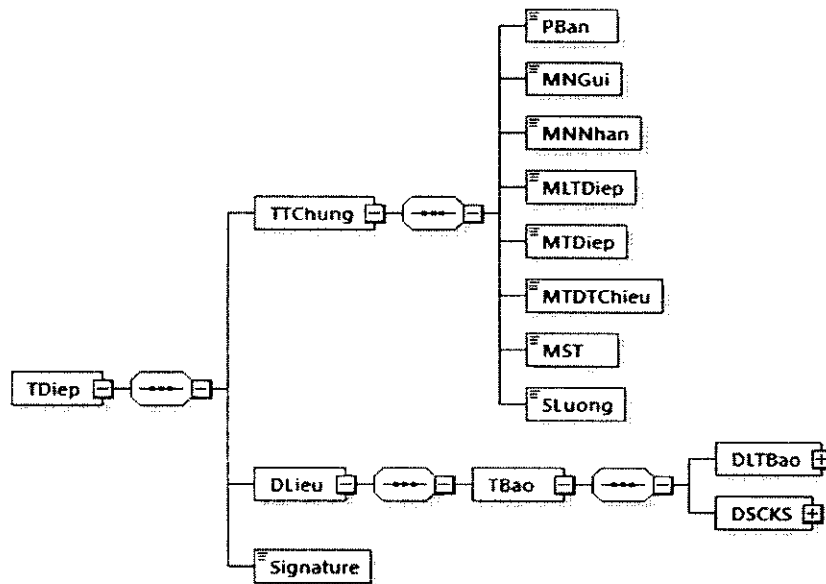 PBan
MNGui
MNNhan
MLTDiep
TTChung
MTDiep
MTDTChieu
MST
TDiep
SLuong
DLTBao
DLieu
TBao
DSCKS
Signature